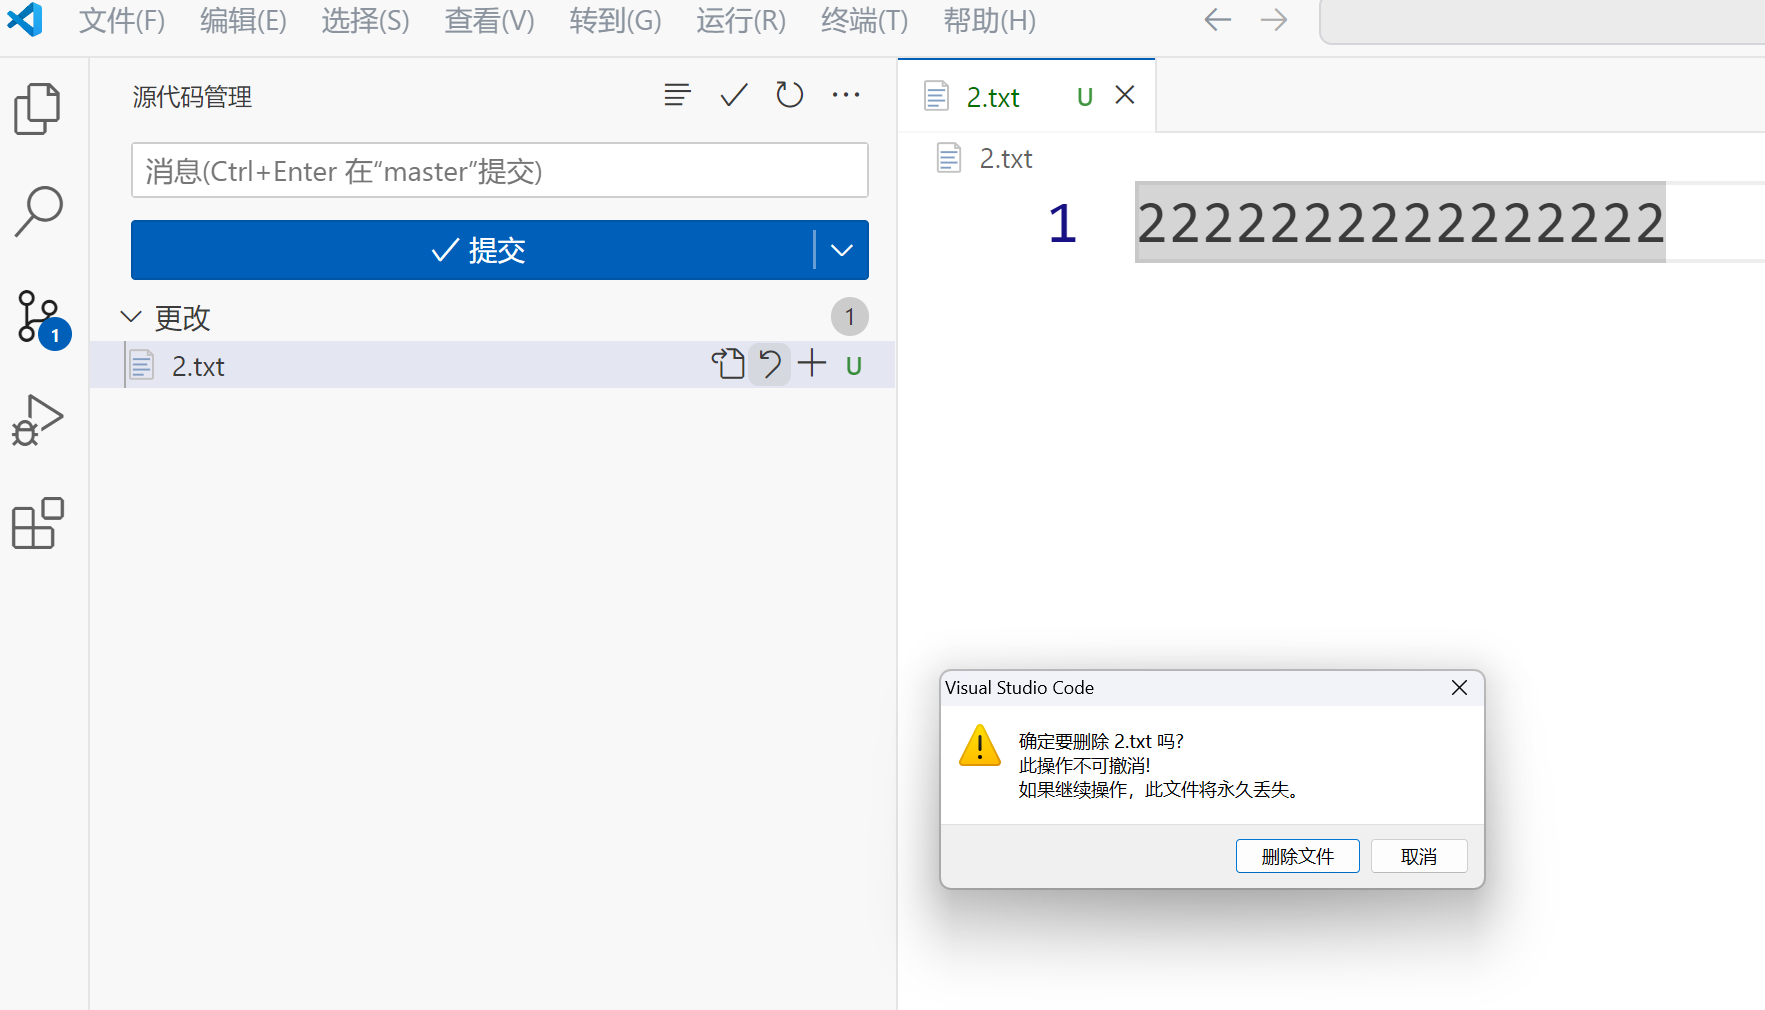 文件(F) 编辑(E) 选择(S) 查看(V) 转到(G) 运行(R) 终端(T) 帮助(H)
源代码管理
消息(Ctrl+Enter 在“master”提交)
提交
更改 1
2.txt U
1
2.txt U
2.txt
1 2222222222222222
Visual Studio Code
确定要删除 2.txt 吗?
此操作不可撤消!
如果继续操作，此文件将永久丢失。
删除文件 取消